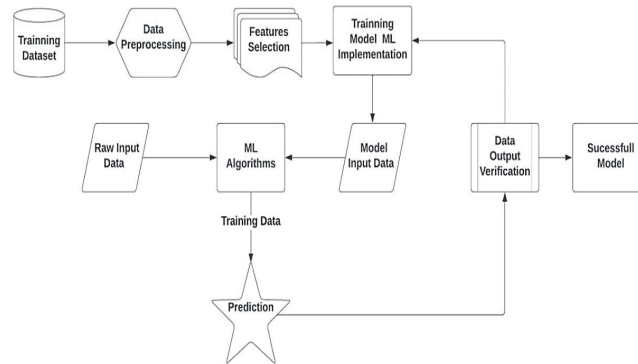 Trainning
Dataset
Data
Preprocessing
Features
Selection
Trainning
Model ML
Implementation
Raw Input
Data
ML
Algorithms
Model
Input Data
Data
Output
Verification
Sucessfull
Model
Training Data
Prediction